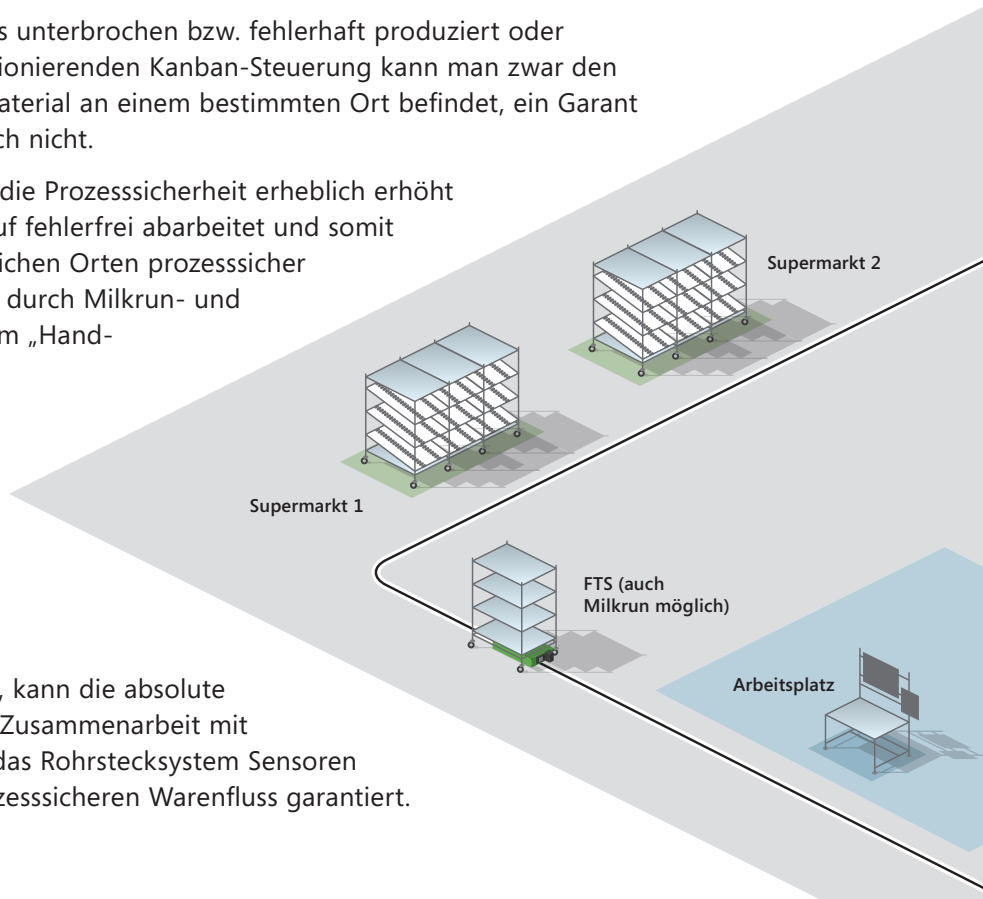 s unterbrochen bzw. fehlerhaft produziert oder
ionierenden Kanban-Steuerung kann man zwar den
aterial an einem bestimmten Ort befindet, ein Garant
ch nicht.
die Prozesssicherheit erheblich erhöht
uf fehlerfrei abarbeitet und somit
lichen Orten prozesssicher
durch Milkrun- und
m „Hand-
Supermarkt 2
Supermarkt 1
FTS (auch
Milkrun möglich)
Arbeitsplatz
, kann die absolute
Zusammenarbeit mit
das Rohrstecksystem Sensoren
zesssicheren Warenfluss garantiert.